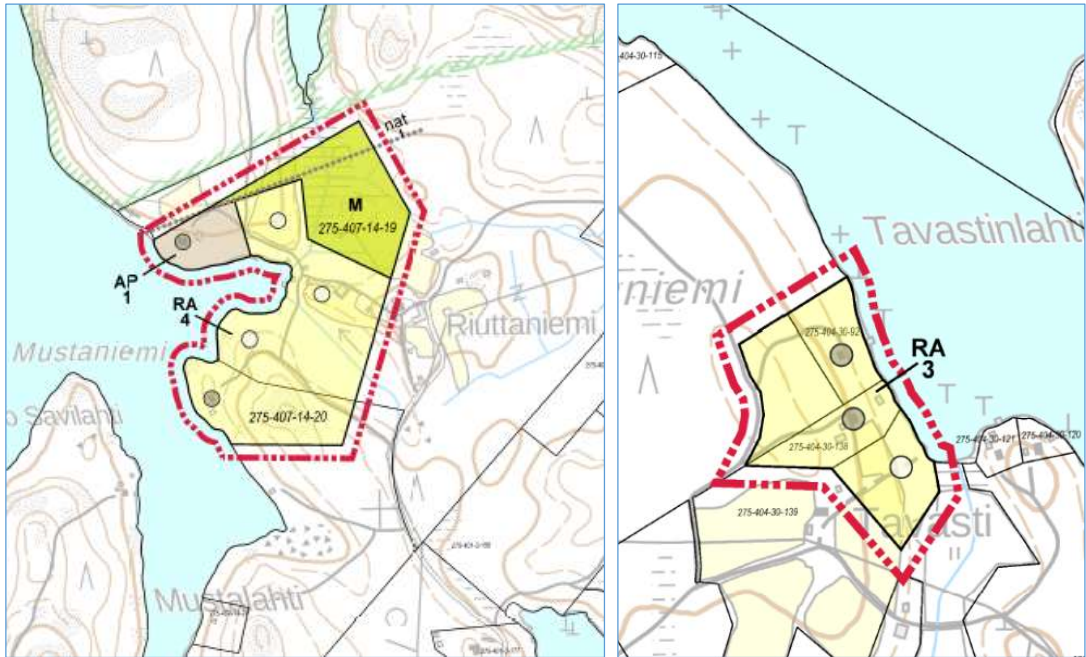 nat
M
275-407-14-19
AP
1
RA
4
Riuttaniemi
Mustaniemi
Savilahti
275-407-14-20
Mustalahti
404-30-115
Tavastinlahti
niemi
275-404-30-92
RA
3
275-404-30-138
275-404-30-121
275-404-30-120
275-404-30-139
Tavasti